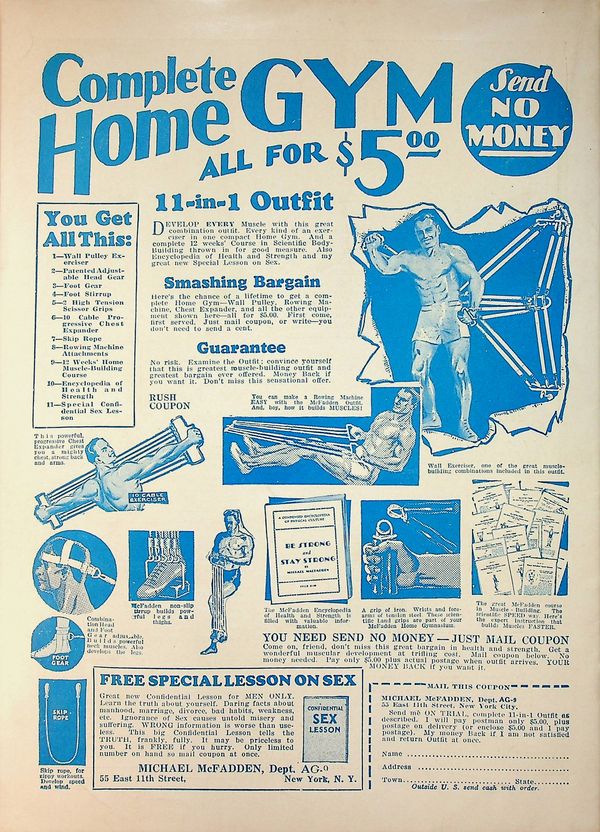 Complete
Home GYM
ALL FOR $5.00
Send
NO
MONEY
11-in-1 Outfit
You Get
All This:
1—Wall Pulley Ex-
erciser
2—Patented Adjust-
able Head Gear
3—Foot Gear
4—Foot Stirrup
5—2 High Tension
Scissor Grips
6—10 Cable Pro-
gressive Chest
Expander
7—Skip Rope
8—Rowing Machine
Attachments
9—12 Weeks' Home
Muscle-Building
Course
10—Encyclopedia of
Health and
Strength
11—Special Confi-
dential Sex Les-
son
DEVELOP EVERY Muscle with this great
combination outfit. Every kind of an exer-
ciser in one compact Home Gym. And a
complete 12 weeks' Course in Scientific Body-
Building thrown in for good measure. Also
Encyclopedia of Health and Strength and my
great new Special Lesson on Sex.
Smashing Bargain
Here's the chance of a lifetime to get a com-
plete Home Gym—Wall Pulley, Rowing Ma-
chine, Chest Expander, and all the other equip-
ment shown here—all for $5.00. First come,
first served. Just mail coupon, or write—you
don't need to send a cent.
Guarantee
No risk. Examine the Outfit; convince yourself
that this is greatest muscle-building outfit and
greatest bargain ever offered. Money Back if
you want it. Don't miss this sensational offer.
RUSH
COUPON
You can make a Rowing Machine
EASY with the McFadden Outfit.
And, boy, how it builds MUSCLES!
Wall Exerciser, one of the great muscle-
building combinations included in this outfit.
This powerful,
progressive Chest
Expander gives
you a mighty
chest, strong back
and arms.
10 CABLE
EXERCISER
Combina-
tion Head
and Foot
Gear adjustable.
Builds powerful
neck muscles. Also
develops the legs.
FOOT
GEAR
McFadden non-slip
stirrup builds pow-
erful legs and
thighs.
A CONDENSED ENCYCLOPEDIA
OF PHYSICAL CULTURE
BE STRONG
and
STAY STRONG
by
MICHAEL McFADDEN
The McFadden Encyclopedia
of Health and Strength is
filled with valuable infor-
mation.
A grip of iron. Wrists and fore-
arms of tension steel. These scien-
tific hand grips are part of your
McFadden Home Gymnasium.
The great McFadden course
in Muscle-Building. The
scientific SPEED way. Here's
the expert instruction that
builds Muscles FASTER.
YOU NEED SEND NO MONEY—JUST MAIL COUPON
Come on, friend, don't miss this great bargain in health and strength. Get a
wonderful muscular development at trifling cost. Mail coupon below. No
money needed. Pay only $5.00 plus actual postage when outfit arrives. YOUR
MONEY BACK if you want it.
SKIP
ROPE
Skip rope, for
zippy workouts.
Develop speed
and wind.
FREE SPECIAL LESSON ON SEX
Great new Confidential Lesson for MEN ONLY.
Learn the truth about yourself. Daring facts about
manhood, marriage, divorce, bad habits, weakness,
etc. Ignorance of Sex causes untold misery and
suffering. WRONG information is worse than use-
less. This big Confidential Lesson tells the
TRUTH, frankly, fully. It may be priceless to
you. It is FREE if you hurry. Only limited
number on hand so mail coupon at once.
CONFIDENTIAL
SEX
LESSON
MICHAEL McFADDEN, Dept. AG-9
55 East 11th Street, New York, N. Y.
MAIL THIS COUPON
MICHAEL McFADDEN, Dept. AG-9
55 East 11th Street, New York City.
Send me ON TRIAL, complete 11-in-1 Outfit as
described. I will pay postman only $5.00, plus
postage on delivery (or enclose $5.00 and I pay
postage). My money Back if I am not satisfied
and return Outfit at once.
Name
Address
Town State
Outside U. S. send cash with order.